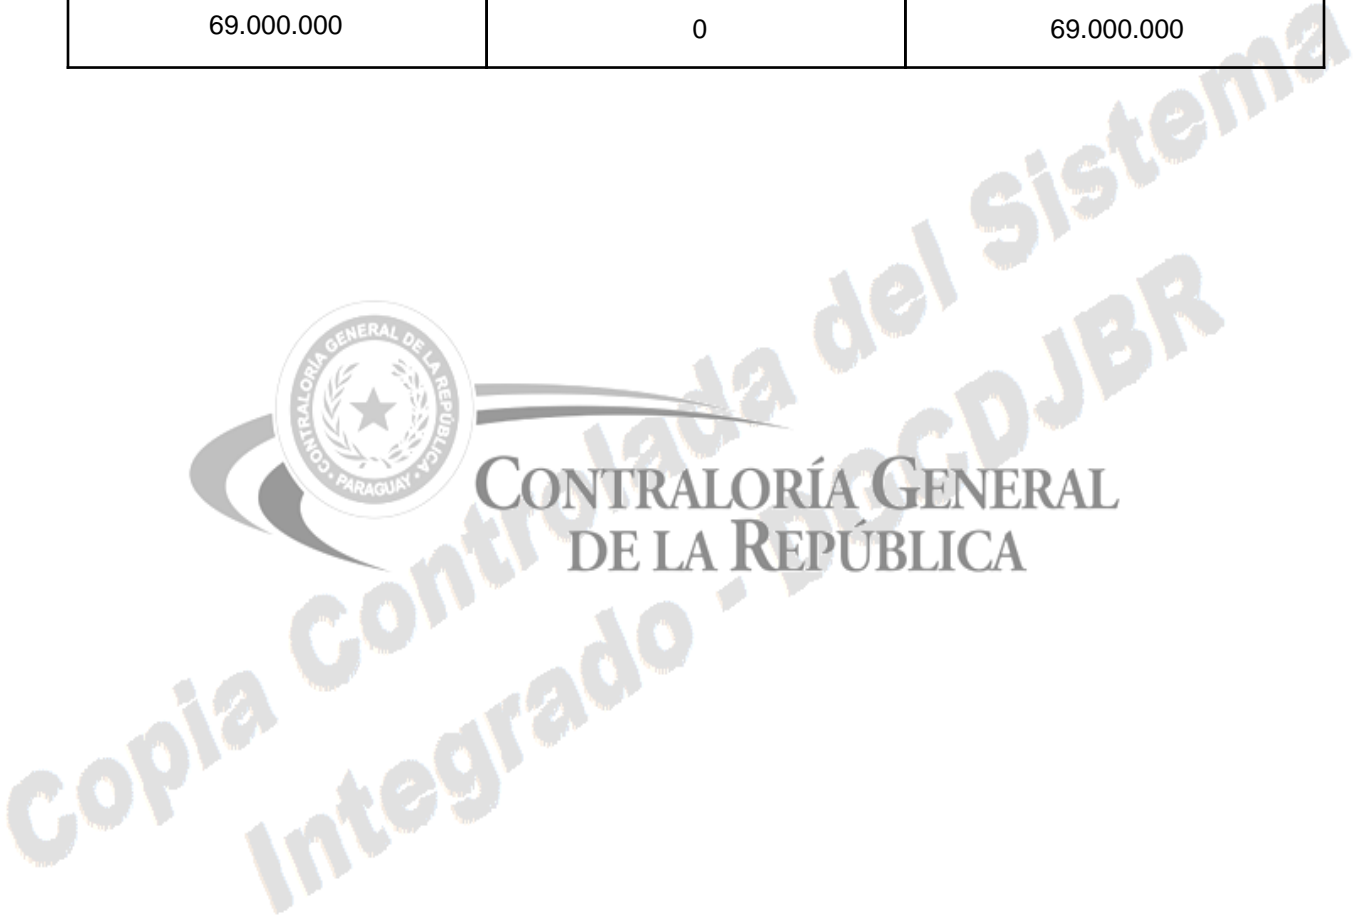 69.000.000 0 69.000.000
CONTRALORÍA GENERAL DE LA REPÚBLICA
· PARAGUAY ·
CONTRALORÍA GENERAL
DE LA REPÚBLICA
Copia Controlada del Sistema
Integrado - DGCDJBR